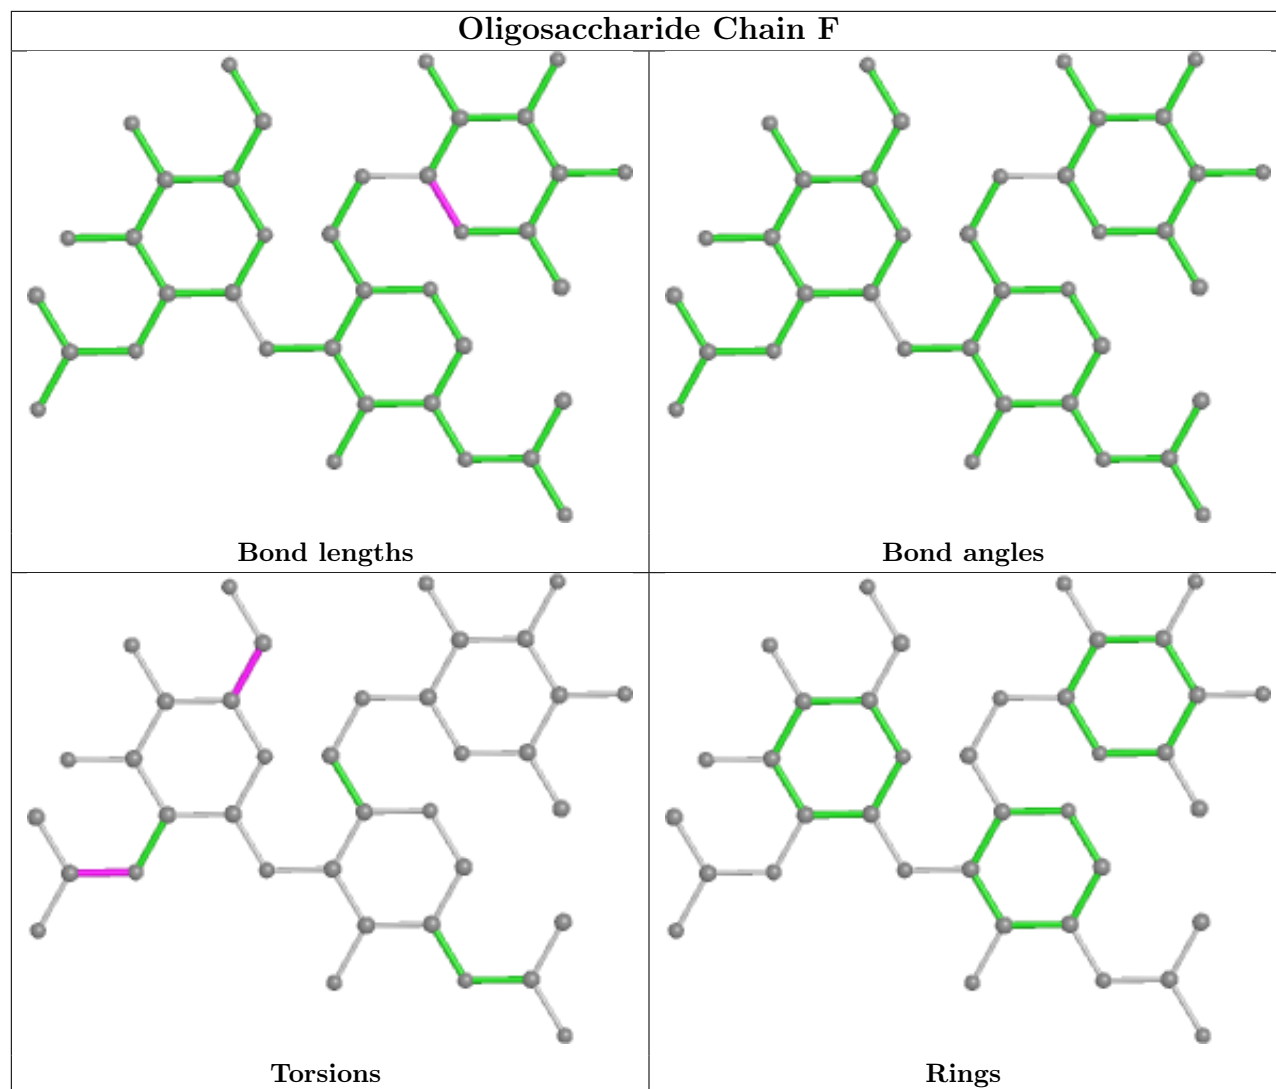 Oligosaccharide Chain F
Bond lengths
Bond angles
Torsions
Rings